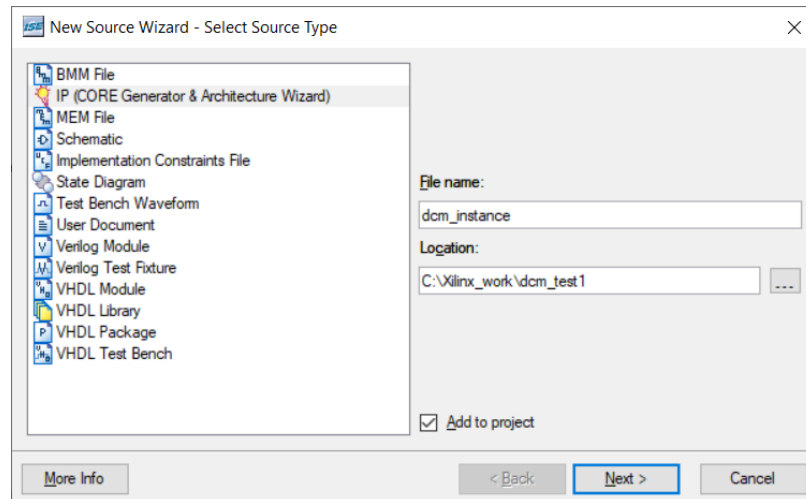 ISE New Source Wizard - Select Source Type
BMM File
IP (CORE Generator & Architecture Wizard)
MEM File
Schematic
Implementation Constraints File
State Diagram
Test Bench Waveform
User Document
Verilog Module
Verilog Test Fixture
VHDL Module
VHDL Library
VHDL Package
VHDL Test Bench
File name:
dcm_instance
Location:
C:\Xilinx_work\dcm_test1
...
Add to project
More Info
< Back
Next >
Cancel